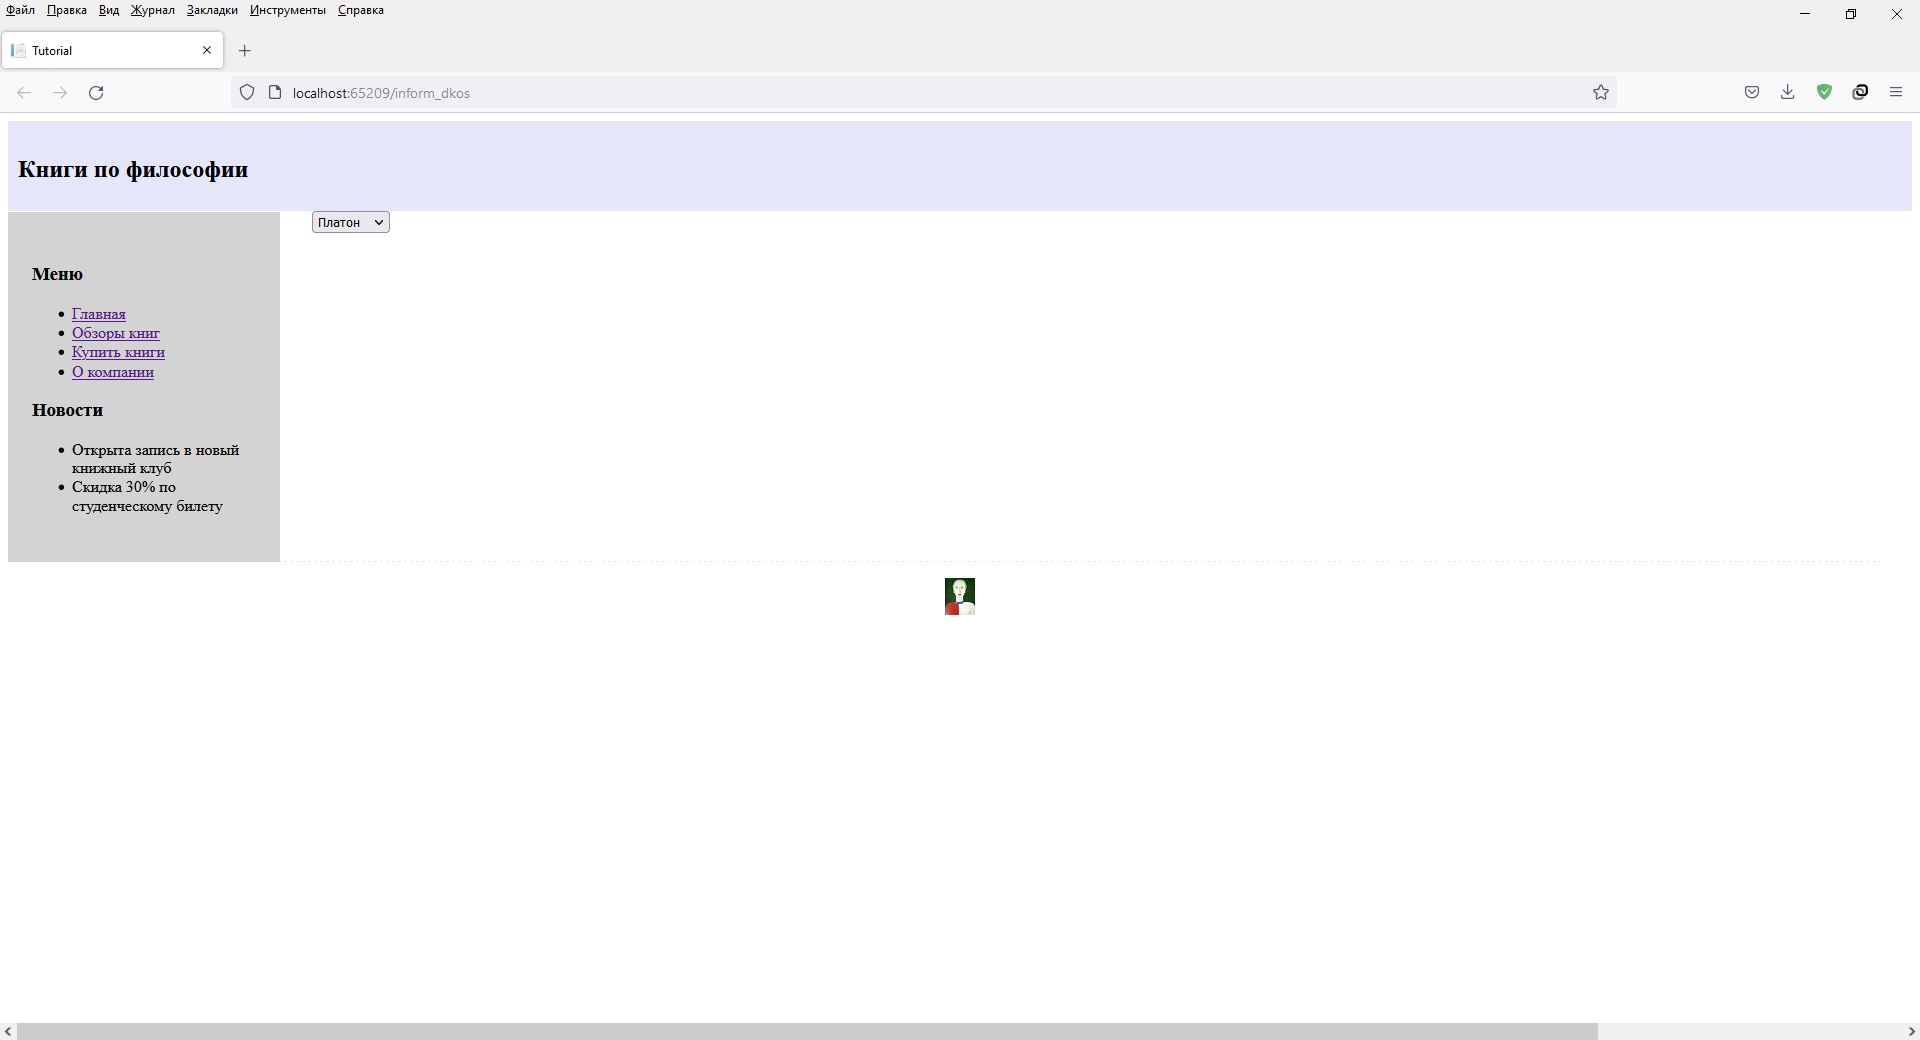 Файл Правка Вид Журнал Закладки Инструменты Справка
Tutorial
localhost:65209/inform_dkos
Книги по философии
Платон
Меню
Главная
Обзоры книг
Купить книги
О компании
Новости
Открыта запись в новый
книжный клуб
Скидка 30% по
студенческому билету